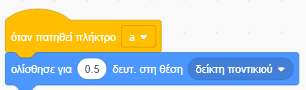 όταν πατηθεί πλήκτρο a
ολίσθησε για 0.5 δευτ. στη θέση δείκτη ποντικιού